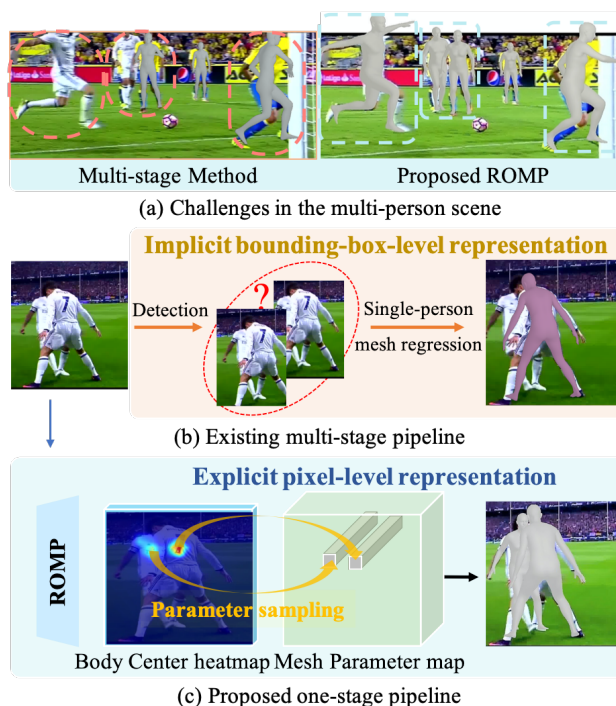 Multi-stage Method
Proposed ROMP
(a) Challenges in the multi-person scene
Implicit bounding-box-level representation
Detection
?
7
7
Single-person
mesh regression
(b) Existing multi-stage pipeline
Explicit pixel-level representation
ROMP
Parameter sampling
Body Center heatmap Mesh Parameter map
(c) Proposed one-stage pipeline